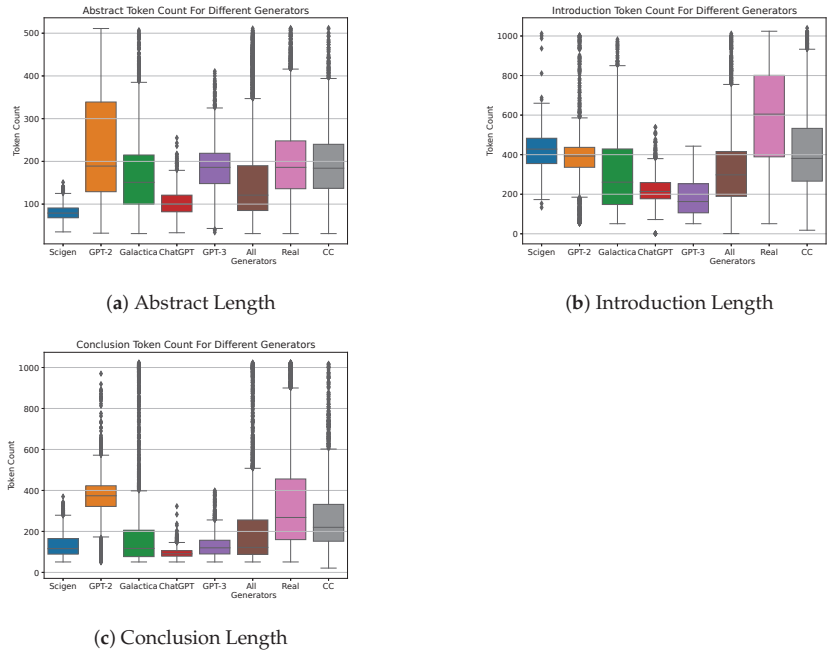 Abstract Token Count For Different Generators
500
400
300
200
100
Token Count
Scigen GPT-2 Galactica ChatGPT GPT-3 All Real CC
Generators
(a) Abstract Length
Introduction Token Count For Different Generators
1000
800
600
400
200
0
Token Count
Scigen GPT-2 Galactica ChatGPT GPT-3 All Real CC
Generators
(b) Introduction Length
Conclusion Token Count For Different Generators
1000
800
600
400
200
0
Token Count
Scigen GPT-2 Galactica ChatGPT GPT-3 All Real CC
Generators
(c) Conclusion Length